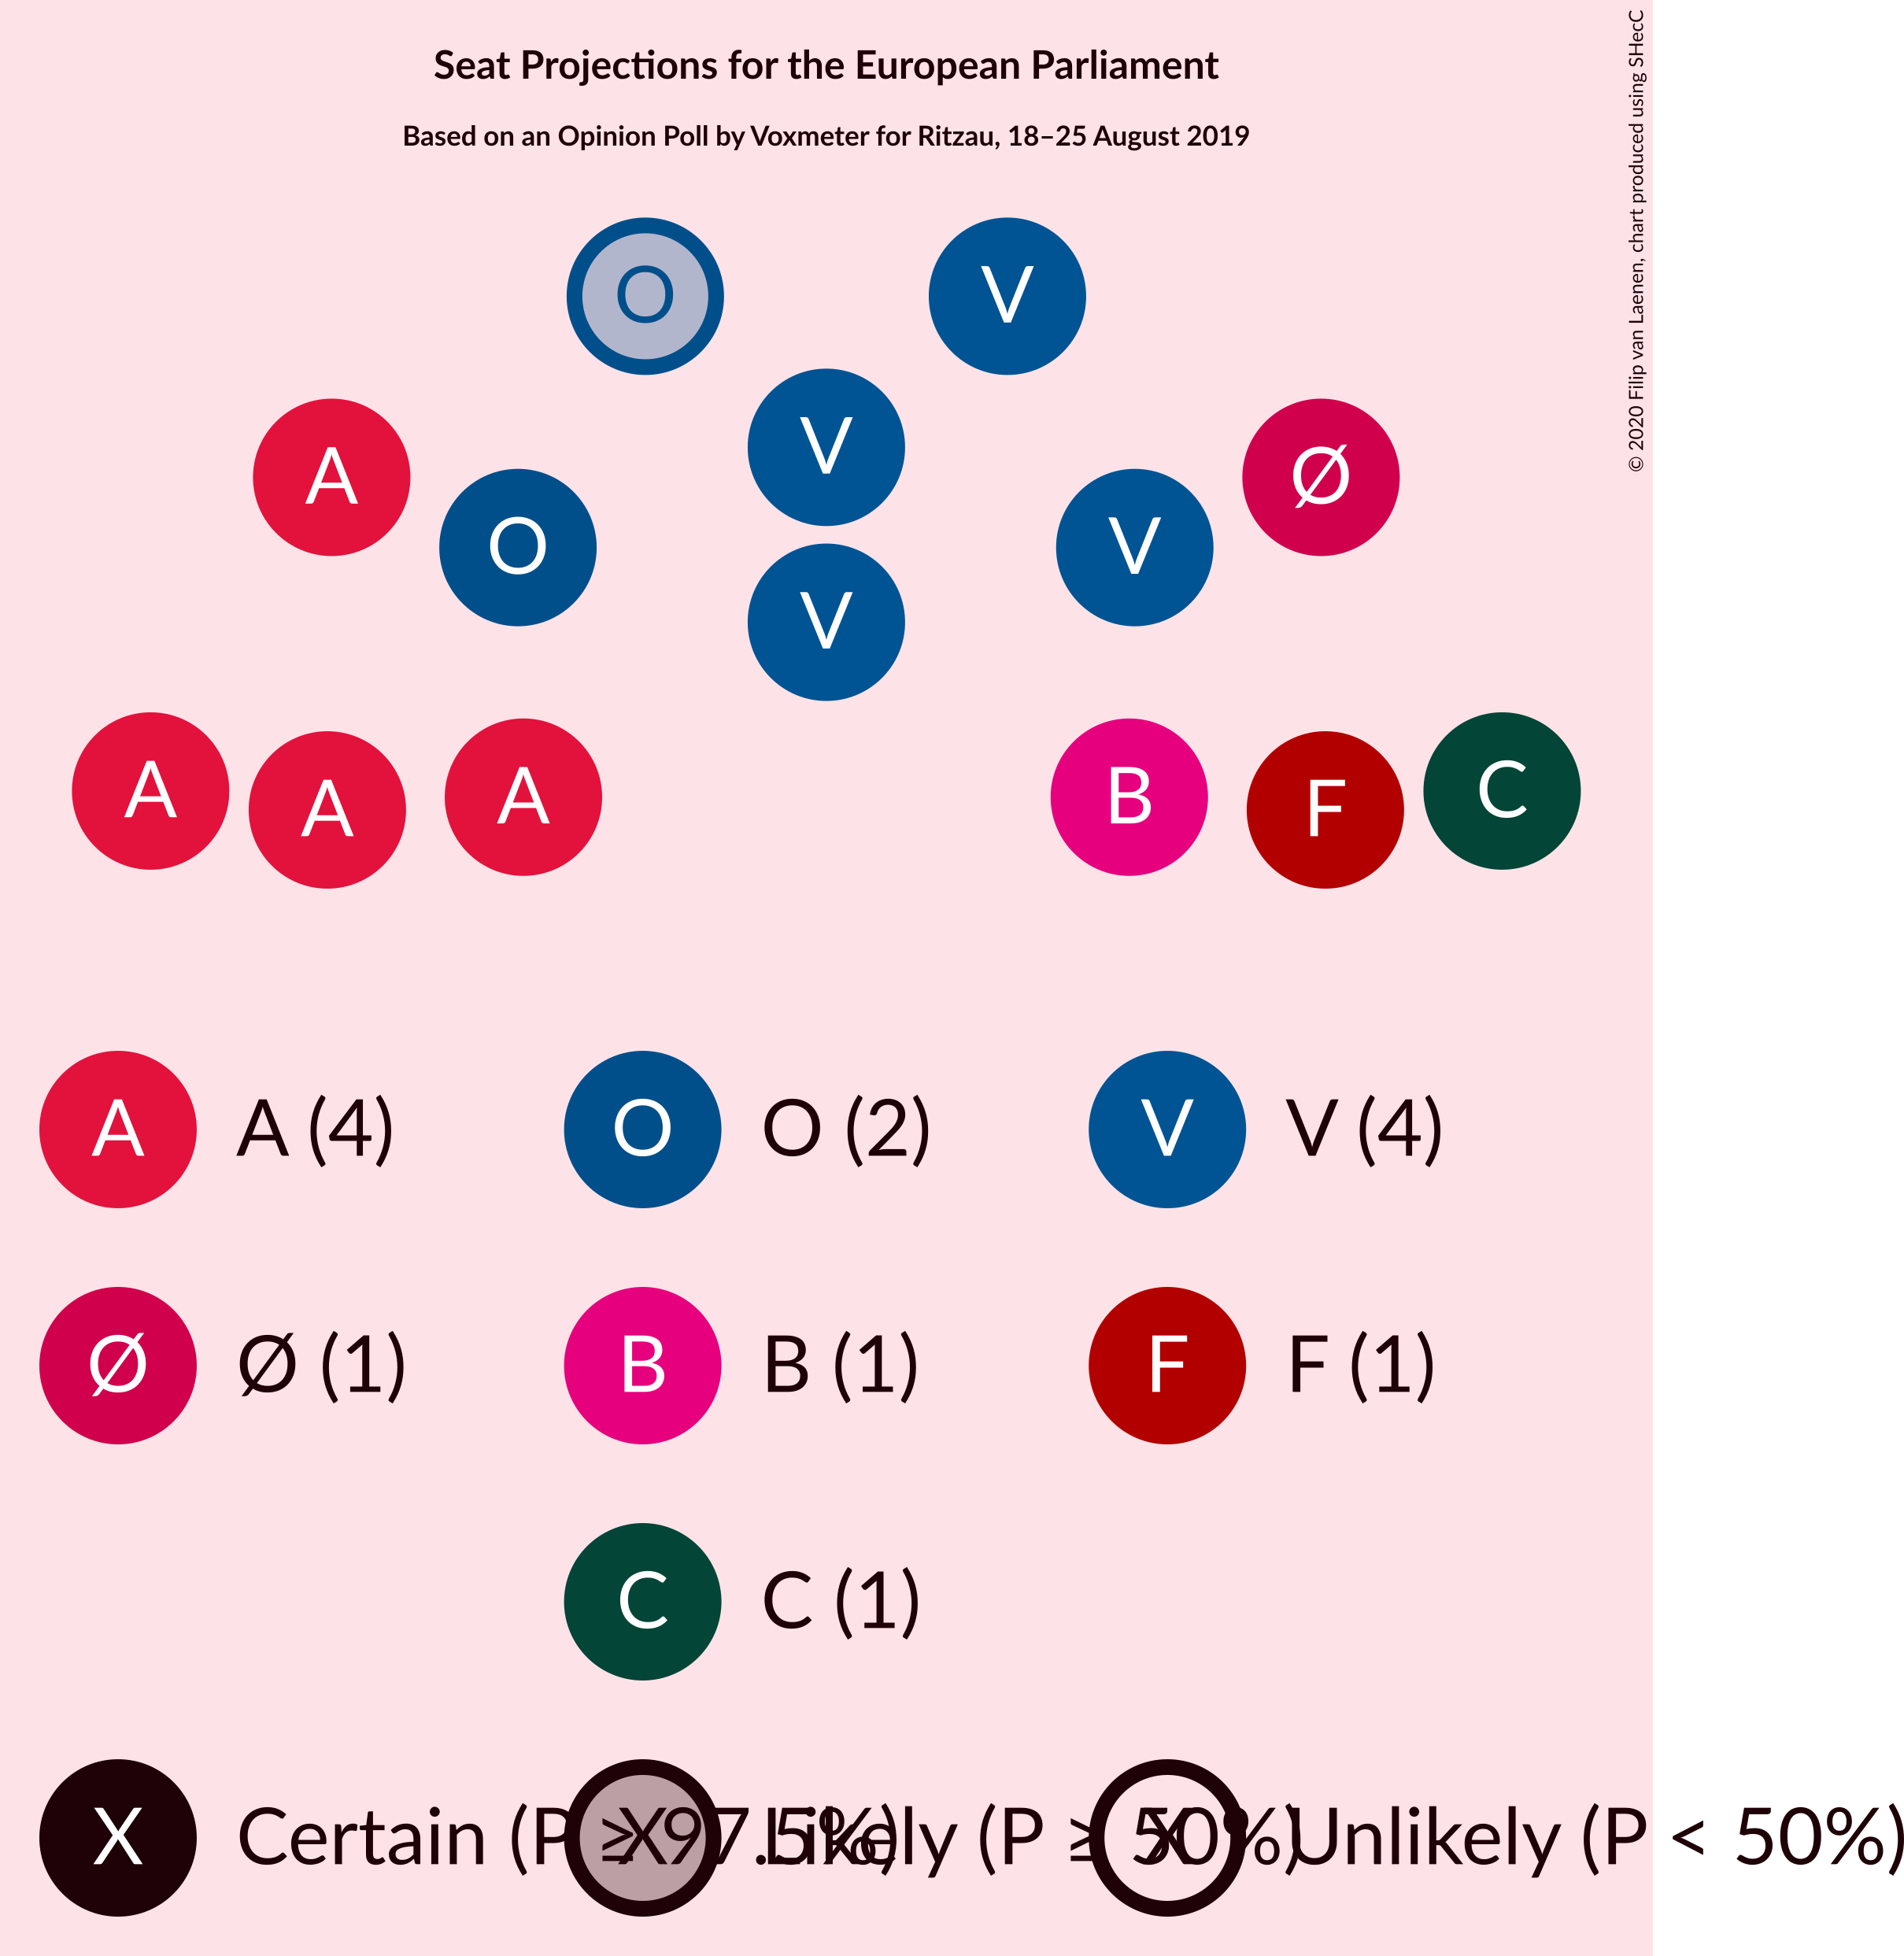 Seat Projections for the European Parliament
Based on an Opinion Poll by Voxmeter for Ritzau, 18–25 August 2019
© 2020 Filip van Laenen, chart produced using SHecC
O V
V
A Ø
O V
V
A A A B F C
A A (4) O O (2) V V (4)
Ø Ø (1) B B (1) F F (1)
C C (1)
X Certain (P ≥ 97.5%) X Likely (P ≥ 50%) X Unlikely (P < 50%)